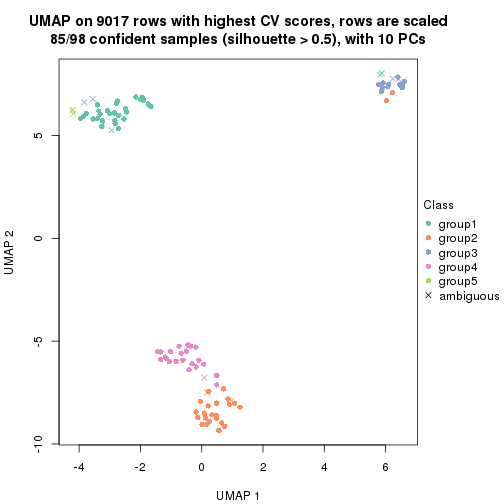 UMAP on 9017 rows with highest CV scores, rows are scaled
85/98 confident samples (silhouette > 0.5), with 10 PCs
5
0
-5
-10
UMAP 2
-4
-2
0
2
4
6
UMAP 1
Class
group1
group2
group3
group4
group5
ambiguous